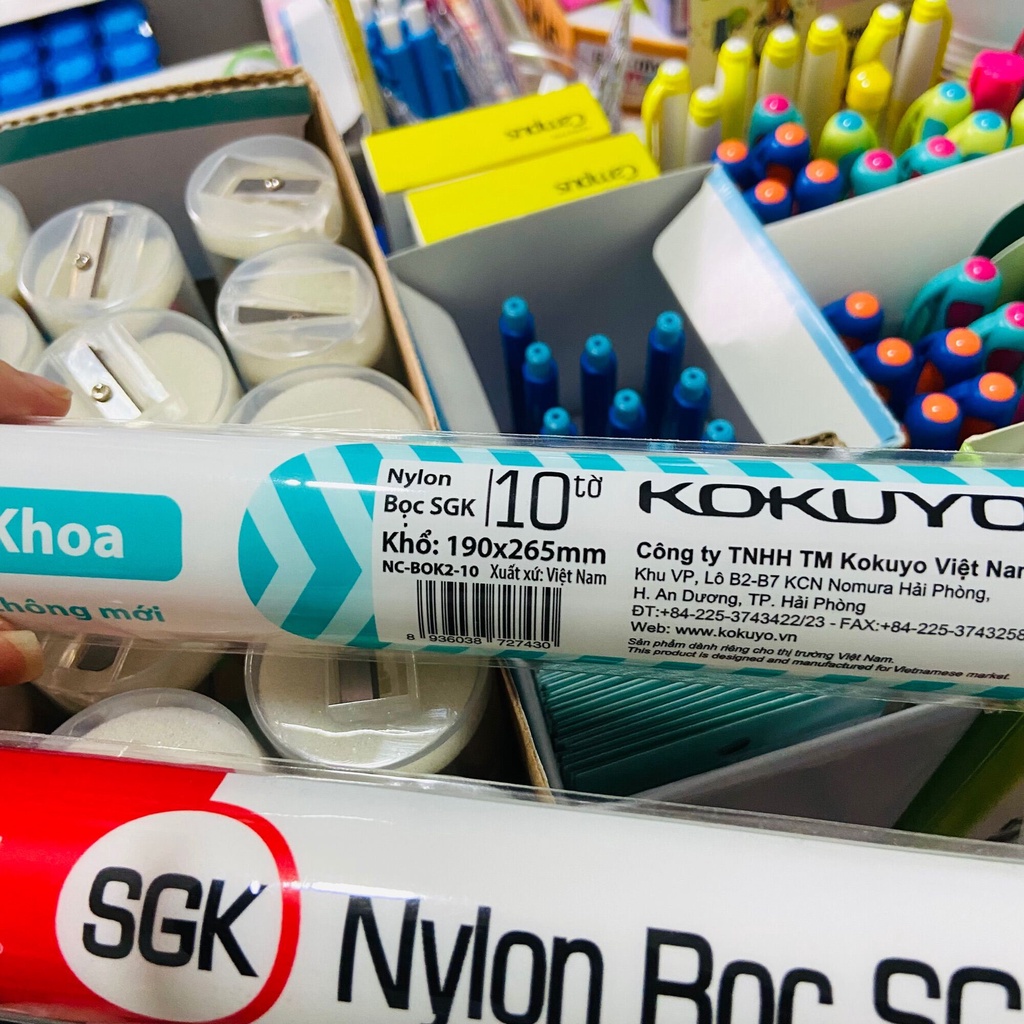 Campus
Campus
Khoa
thông mới
Nylon
Bọc SGK
10 tờ
Khổ: 190x265mm
NC-BOK2-10 Xuất xứ: Việt Nam
8 936038 727430
KOKUYO
Công ty TNHH TM Kokuyo Việt Nam
Khu VP, Lô B2-B7 KCN Nomura Hải Phòng,
H. An Dương, TP. Hải Phòng
ĐT:+84-225-3743422/23 - FAX:+84-225-3743258
Web: www.kokuyo.vn
Sản phẩm dành riêng cho thị trường Việt Nam.
This product is designed and manufactured for Vietnamese market.
SGK
Nylon Bọc SG